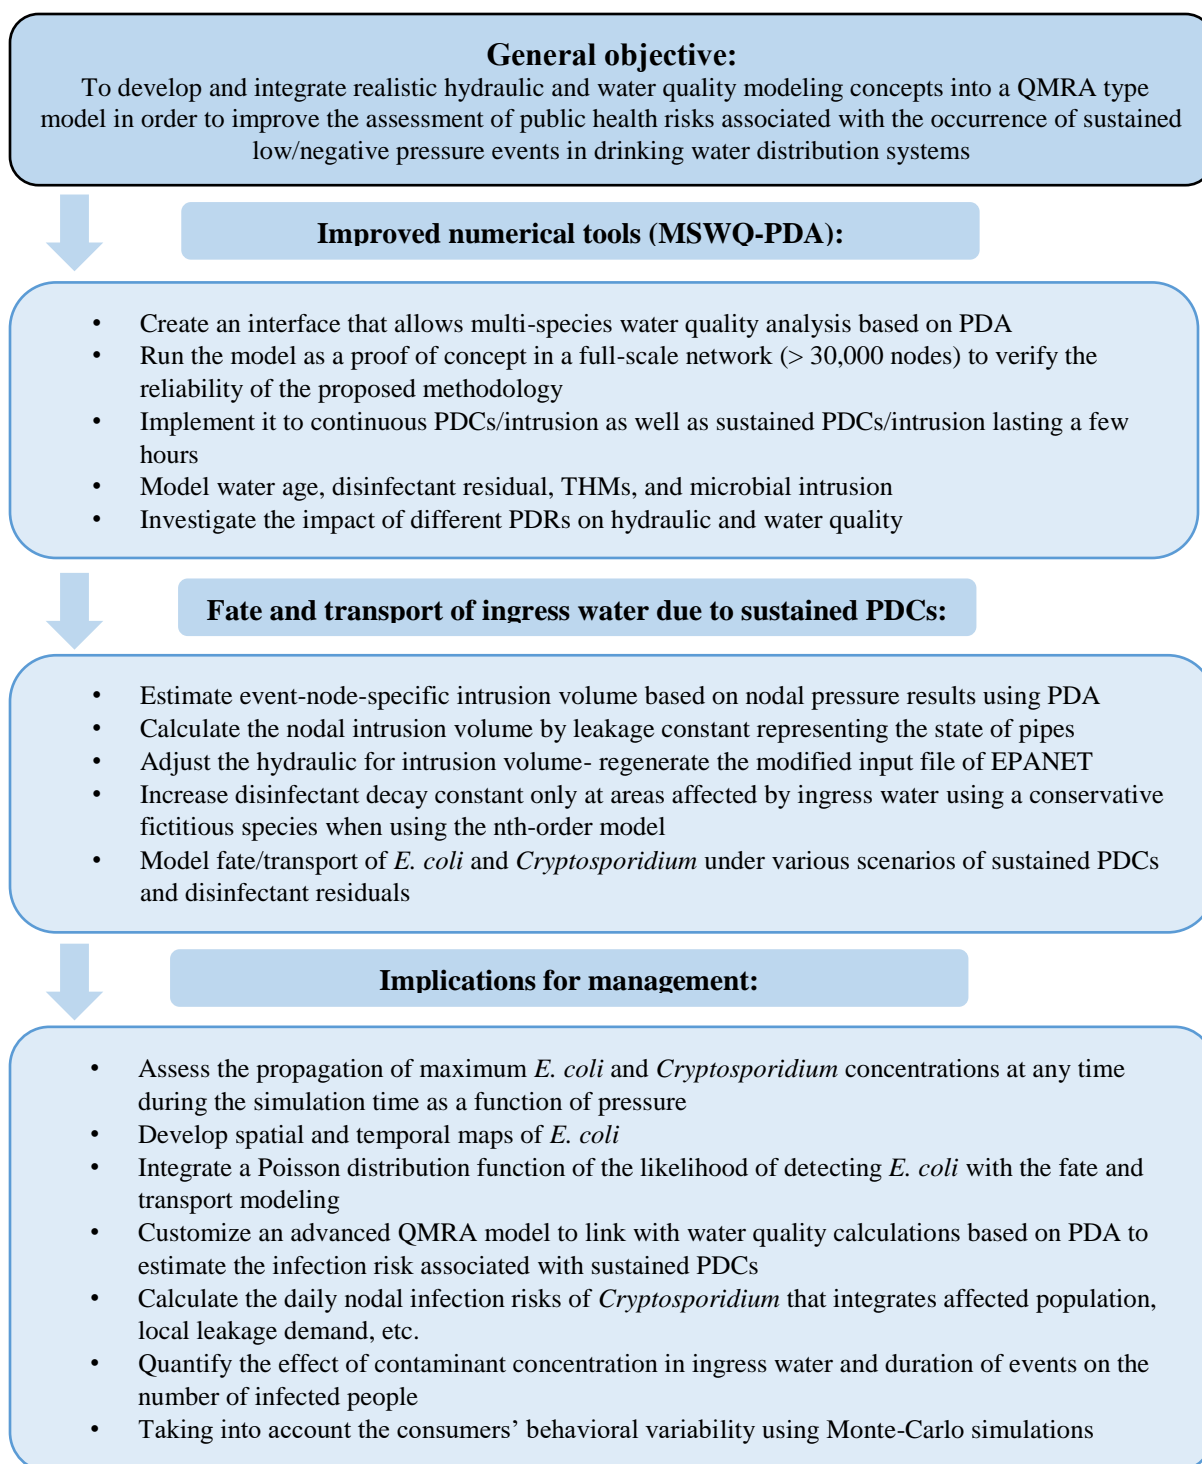 General objective:
To develop and integrate realistic hydraulic and water quality modeling concepts into a QMRA type
model in order to improve the assessment of public health risks associated with the occurrence of sustained
low/negative pressure events in drinking water distribution systems
Improved numerical tools (MSWQ-PDA):
• Create an interface that allows multi-species water quality analysis based on PDA
• Run the model as a proof of concept in a full-scale network (> 30,000 nodes) to verify the
reliability of the proposed methodology
• Implement it to continuous PDCs/intrusion as well as sustained PDCs/intrusion lasting a few
hours
• Model water age, disinfectant residual, THMs, and microbial intrusion
• Investigate the impact of different PDRs on hydraulic and water quality
Fate and transport of ingress water due to sustained PDCs:
• Estimate event-node-specific intrusion volume based on nodal pressure results using PDA
• Calculate the nodal intrusion volume by leakage constant representing the state of pipes
• Adjust the hydraulic for intrusion volume- regenerate the modified input file of EPANET
• Increase disinfectant decay constant only at areas affected by ingress water using a conservative
fictitious species when using the nth-order model
• Model fate/transport of E. coli and Cryptosporidium under various scenarios of sustained PDCs
and disinfectant residuals
Implications for management:
• Assess the propagation of maximum E. coli and Cryptosporidium concentrations at any time
during the simulation time as a function of pressure
• Develop spatial and temporal maps of E. coli
• Integrate a Poisson distribution function of the likelihood of detecting E. coli with the fate and
transport modeling
• Customize an advanced QMRA model to link with water quality calculations based on PDA to
estimate the infection risk associated with sustained PDCs
• Calculate the daily nodal infection risks of Cryptosporidium that integrates affected population,
local leakage demand, etc.
• Quantify the effect of contaminant concentration in ingress water and duration of events on the
number of infected people
• Taking into account the consumers’ behavioral variability using Monte-Carlo simulations